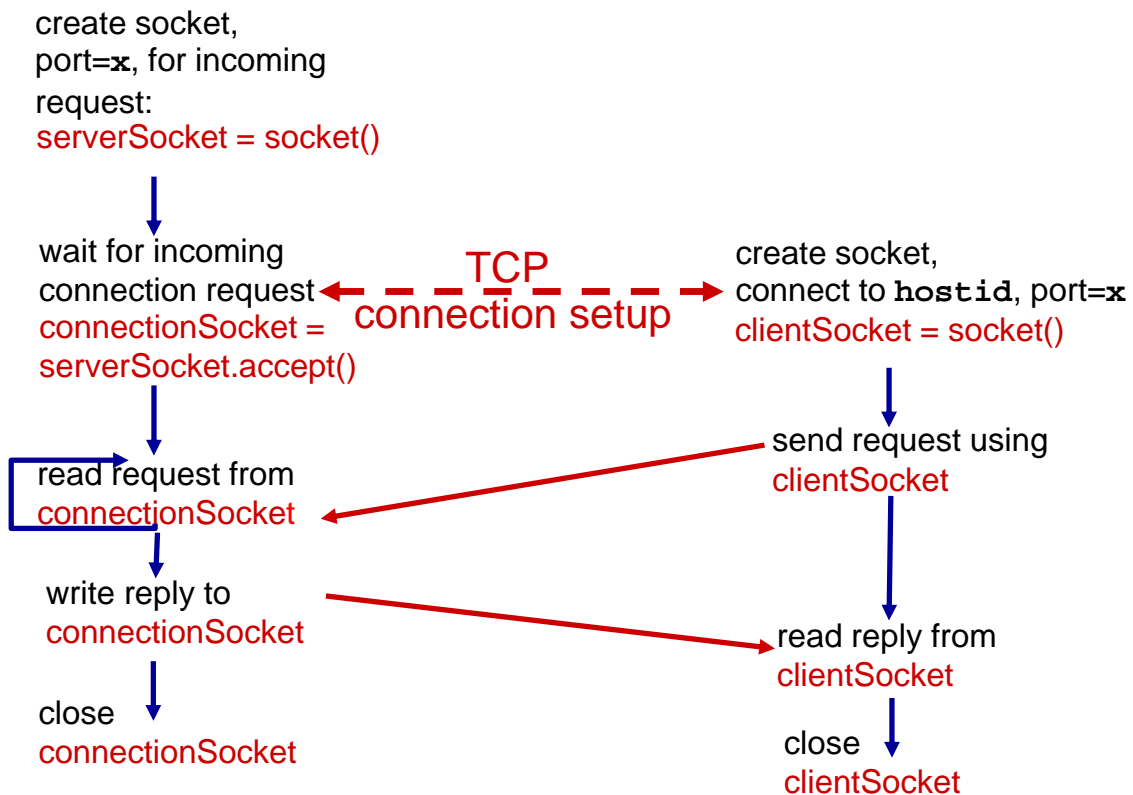 create socket,
port=x, for incoming
request:
serverSocket = socket()
wait for incoming
connection request
connectionSocket =
serverSocket.accept()
TCP
connection setup
create socket,
connect to hostid, port=x
clientSocket = socket()
send request using
clientSocket
read request from
connectionSocket
write reply to
connectionSocket
read reply from
clientSocket
close
connectionSocket
close
clientSocket